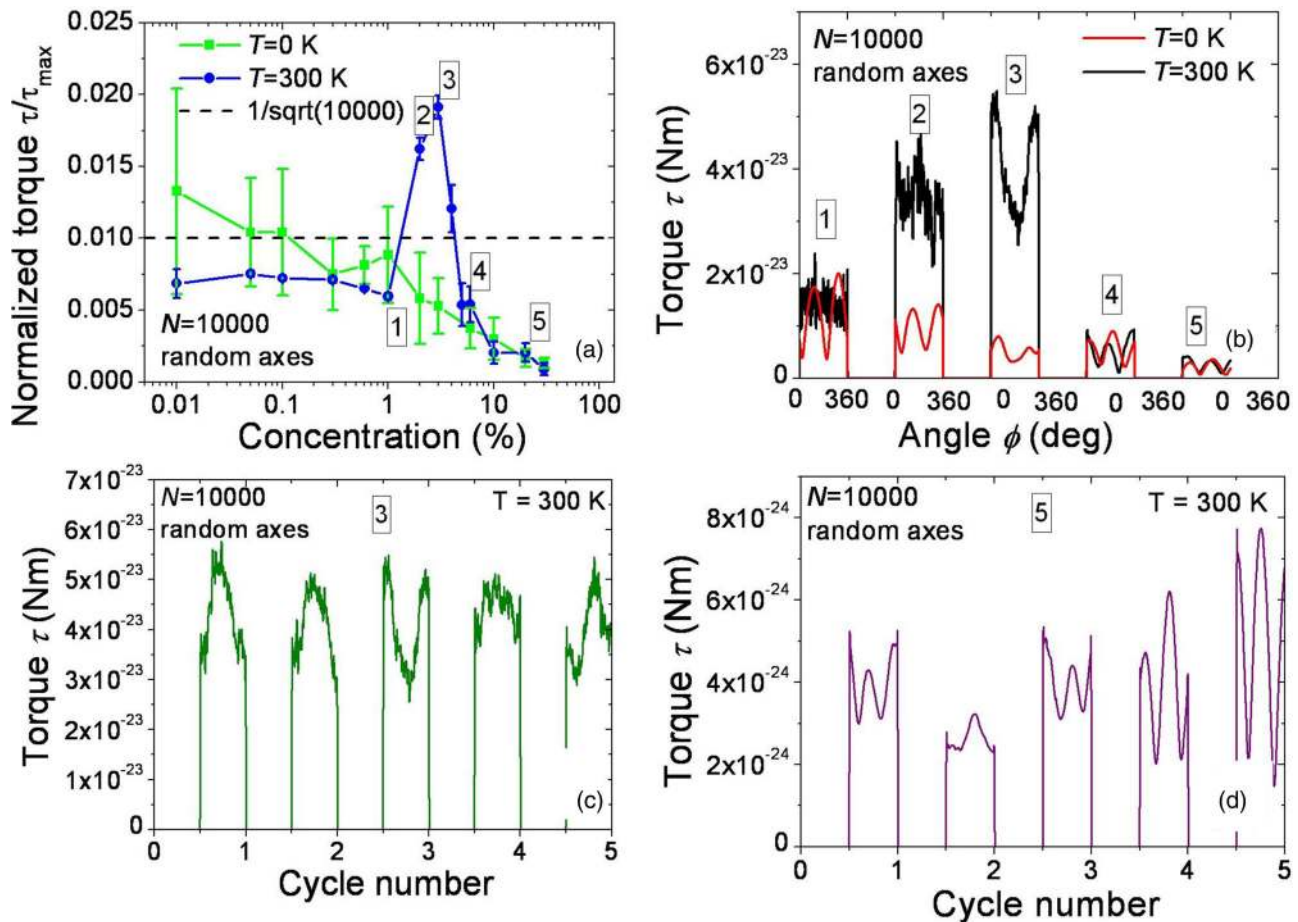 Normalized torque τ/τmax
0.025
0.020
0.015
0.010
0.005
0.000
T=0 K
T=300 K
1/sqrt(10000)
3
2
4
1
5
N=10000
random axes
(a)
0.01
0.1
1
10
100
Concentration (%)
Torque τ (Nm)
6x10-23
4x10-23
2x10-23
0
N=10000
random axes
T=0 K
T=300 K
3
2
1
4
5
(b)
0 360 0 360 0 360 0 360 0 360
Angle ϕ (deg)
Torque τ (Nm)
7x10-23
6x10-23
5x10-23
4x10-23
3x10-23
2x10-23
1x10-23
0
N=10000
random axes
3
T = 300 K
(c)
0 1 2 3 4 5
Cycle number
Torque τ (Nm)
8x10-24
6x10-24
4x10-24
2x10-24
0
N=10000
random axes
5
T = 300 K
(d)
0 1 2 3 4 5
Cycle number